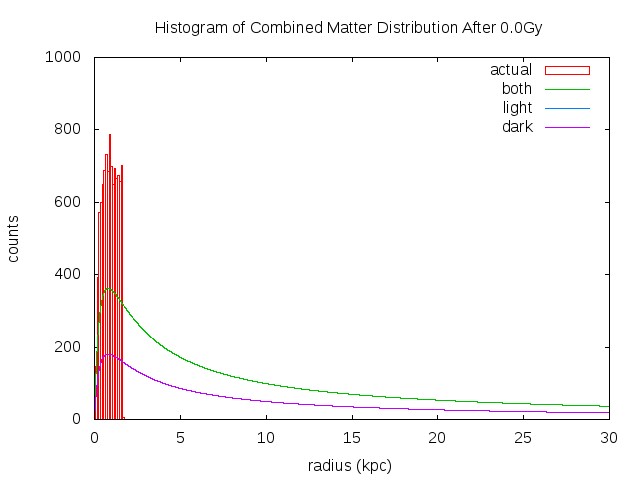 Histogram of Combined Matter Distribution After 0.0Gy
1000
800
600
400
200
0
counts
actual
both
light
dark
0 5 10 15 20 25 30
radius (kpc)